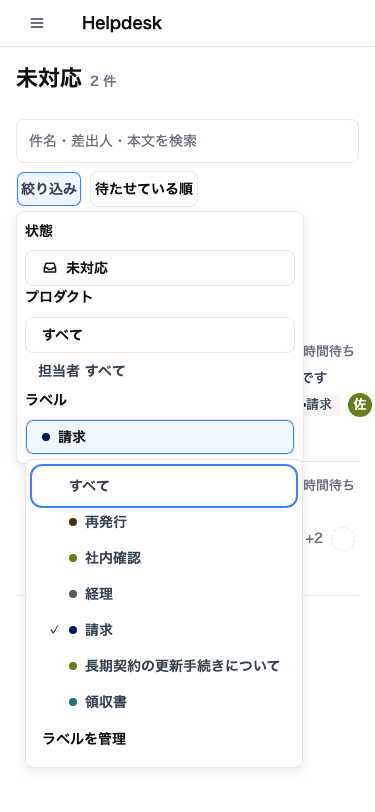 Helpdesk
未対応 2 件
件名・差出人・本文を検索
絞り込み 待たせている順
状態
未対応
プロダクト
すべて
時間待ち
担当者 すべて
です
ラベル
請求
請求 佐
すべて
時間待ち
再発行
+2
社内確認
経理
✓ 請求
長期契約の更新手続きについて
領収書
ラベルを管理